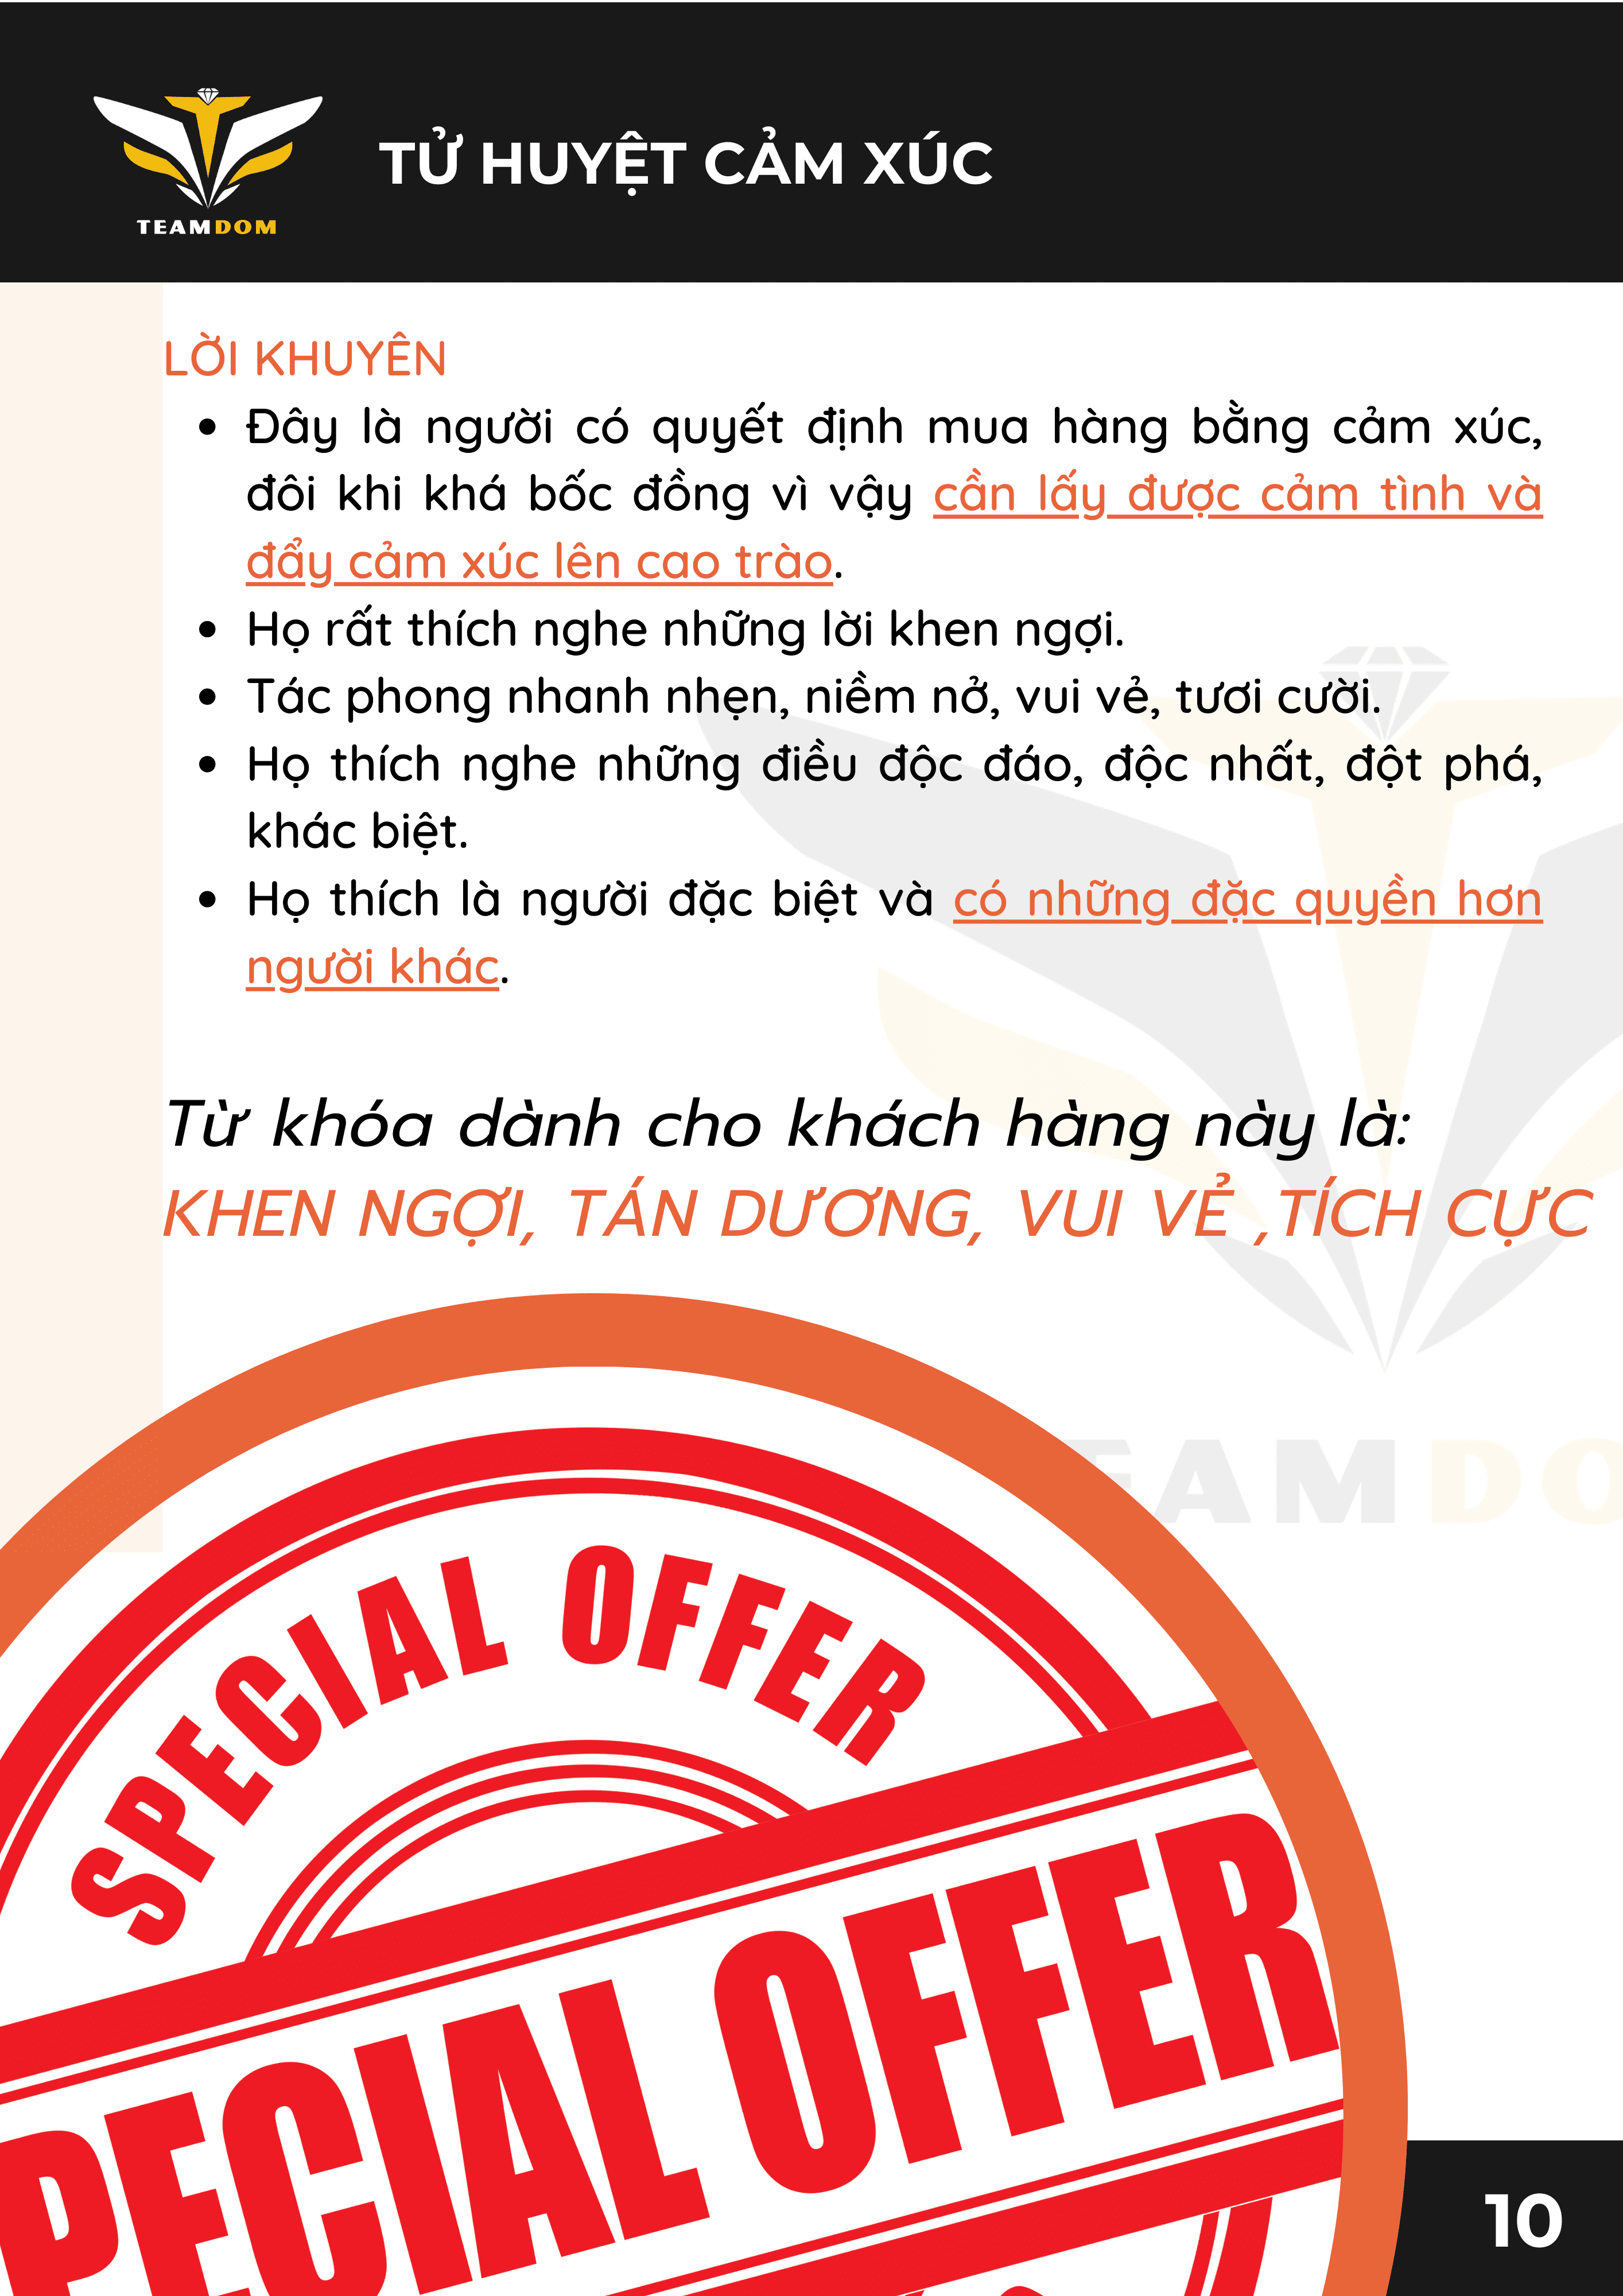 TEAMDOM
TỬ HUYỆT CẢM XÚC
LỜI KHUYÊN
• Đây là người có quyết định mua hàng bằng cảm xúc,
đôi khi khá bốc đồng vì vậy cần lấy được cảm tình và
đẩy cảm xúc lên cao trào.
• Họ rất thích nghe những lời khen ngợi.
• Tác phong nhanh nhẹn, niềm nở, vui vẻ, tươi cười.
• Họ thích nghe những điều độc đáo, độc nhất, đột phá,
khác biệt.
• Họ thích là người đặc biệt và có những đặc quyền hơn
người khác.
Từ khóa dành cho khách hàng này là:
KHEN NGỢI, TÁN DƯƠNG, VUI VẺ ,TÍCH CỰC
EAMDO
SPECIAL OFFER
PECIAL OFFER
10